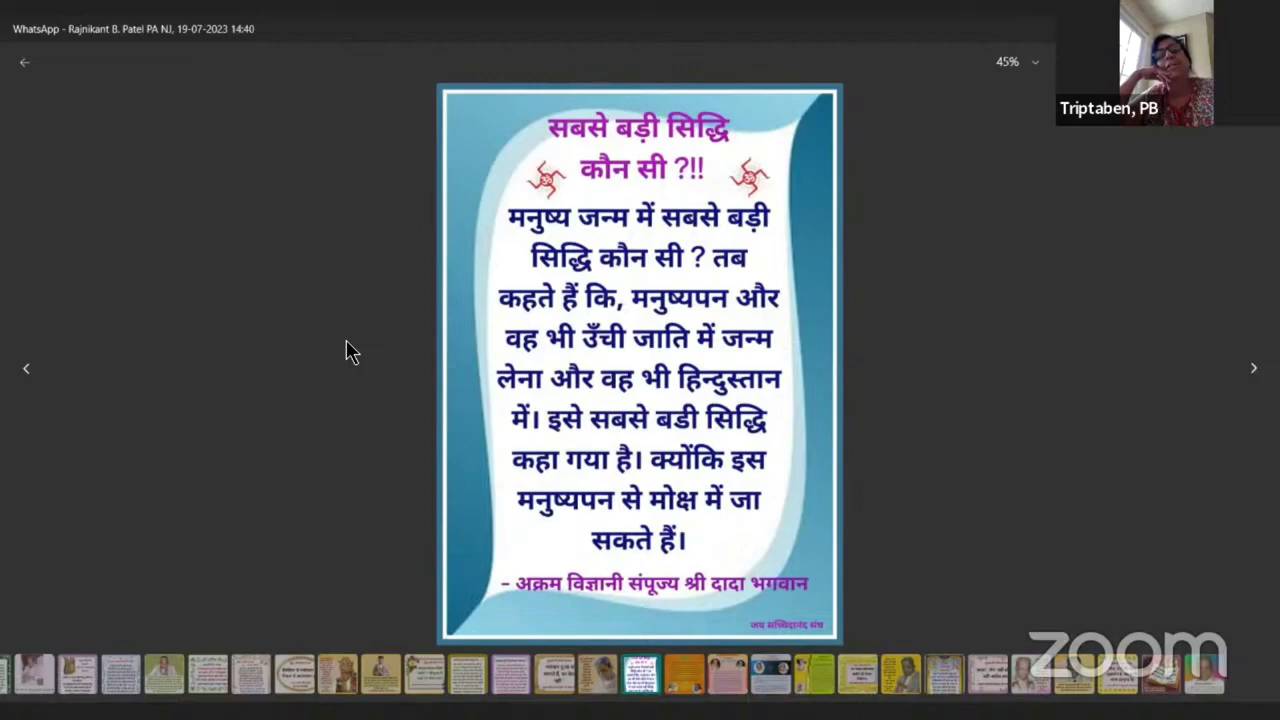 WhatsApp - Rajnikant B. Patel PA NJ, 19-07-2023 14:40
45%
Triptaben, PB
सबसे बड़ी सिद्धि
कौन सी ?!!
मनुष्य जन्म में सबसे बड़ी
सिद्धि कौन सी ? तब
कहते हैं कि, मनुष्यपन और
वह भी उँची जाति में जन्म
लेना और वह भी हिन्दुस्तान
में। इसे सबसे बडी सिद्धि
कहा गया है। क्योंकि इस
मनुष्यपन से मोक्ष में जा
सकते हैं।
- अक्रम विज्ञानी संपूज्य श्री दादा भगवान
जय सच्चिदानंद संघ
zoom